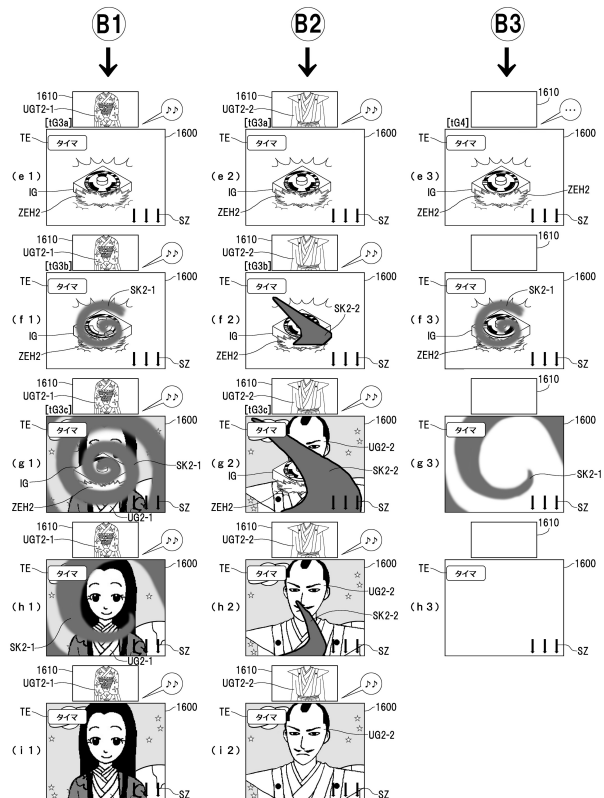 B1
B2
B3
1610
UGT2-1
[tG3a]
♪♪
TE
タイマ
1600
(e1)
IG
ZEH2
SZ
1610
UGT2-2
[tG3a]
♪♪
TE
タイマ
1600
(e2)
IG
ZEH2
SZ
1610
[tG4]
…
TE
タイマ
1600
(e3)
IG
ZEH2
SZ
1610
UGT2-1
[tG3b]
♪♪
TE
タイマ
1600
SK2-1
(f1)
IG
ZEH2
SZ
1610
UGT2-2
[tG3b]
♪♪
TE
タイマ
1600
SK2-2
(f2)
IG
ZEH2
SZ
1610
TE
タイマ
1600
SK2-1
(f3)
IG
ZEH2
SZ
1610
UGT2-1
[tG3c]
♪♪
TE
タイマ
1600
(g1)
SK2-1
IG
ZEH2
SZ
UG2-1
1610
UGT2-2
[tG3c]
♪♪
TE
タイマ
1600
UG2-2
(g2)
SK2-2
IG
ZEH2
SZ
1610
TE
タイマ
1600
(g3)
SK2-1
SZ
1610
UGT2-1
♪♪
TE
タイマ
1600
(h1)
SK2-1
SZ
UG2-1
1610
UGT2-2
♪♪
TE
タイマ
1600
UG2-2
(h2)
SK2-2
SZ
1610
TE
タイマ
1600
(h3)
SZ
1610
UGT2-1
♪♪
TE
タイマ
1600
(i1)
SZ
1610
UGT2-2
♪♪
TE
タイマ
1600
UG2-2
(i2)
SZ